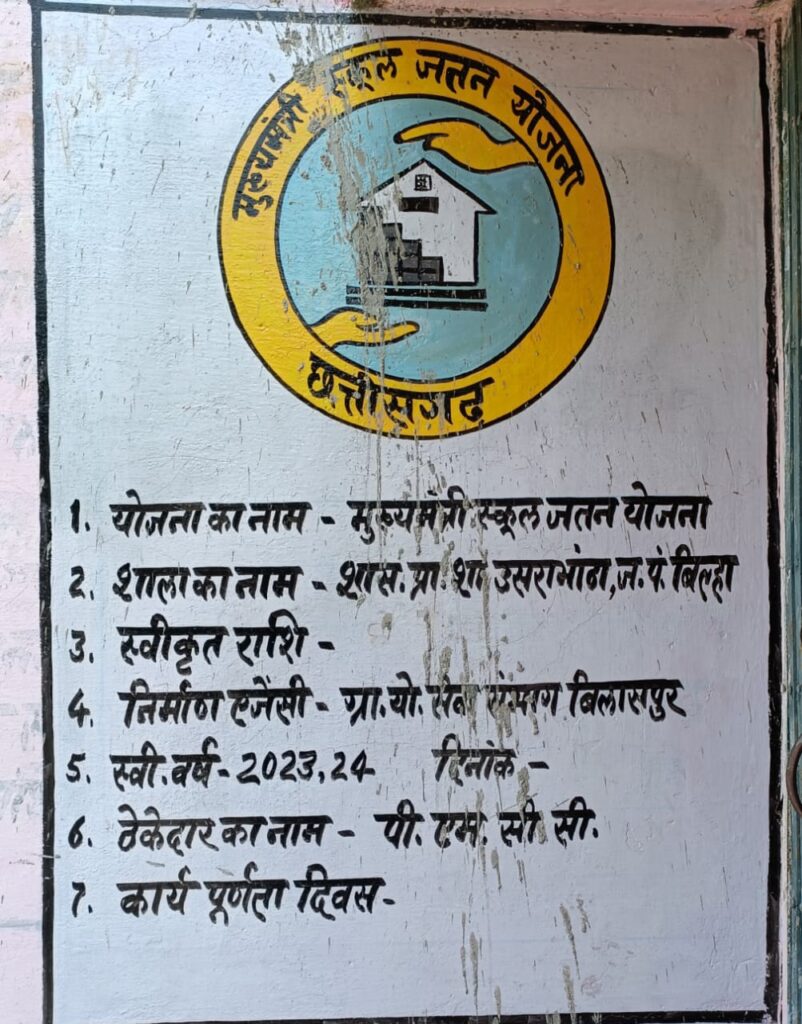 मुख्यमंत्री स्कूल जतन योजना
छत्तीसगढ
1. योजना का नाम - मुख्यमंत्री स्कूल जतन योजना
2. शाला का नाम - शास. प्रा. शा उसराभांठा, ज. पं. बिल्हा
3. स्वीकृत राशि -
4. निर्माण एजेंसी - ग्रा. यो. सेवा संभाग बिलासपुर
5. स्वी. वर्ष - 2023,24 दिनांक -
6. ठेकेदार का नाम - पी. एम. सी. सी.
7. कार्य पूर्णता दिवस -